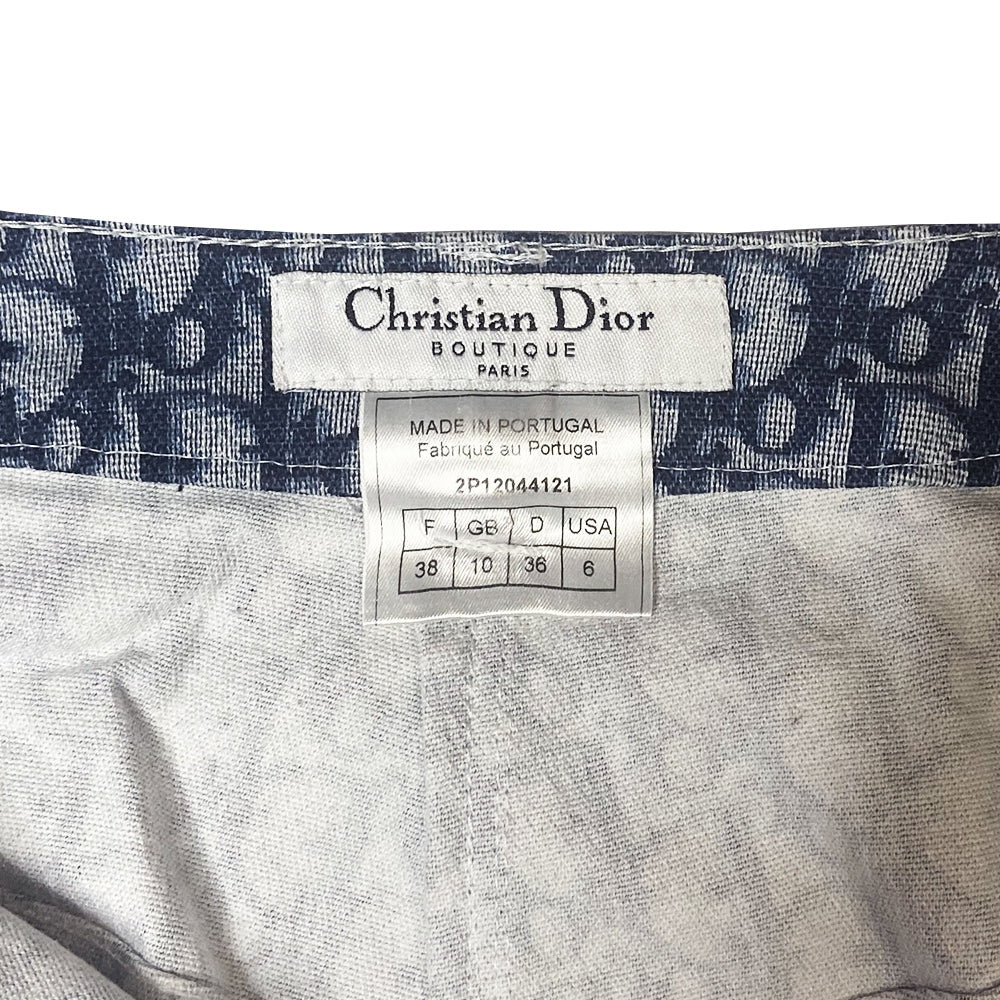 Christian Dior
BOUTIQUE
PARIS
MADE IN PORTUGAL
Fabriqué au Portugal
2P12044121
F GB D USA
38 10 36 6